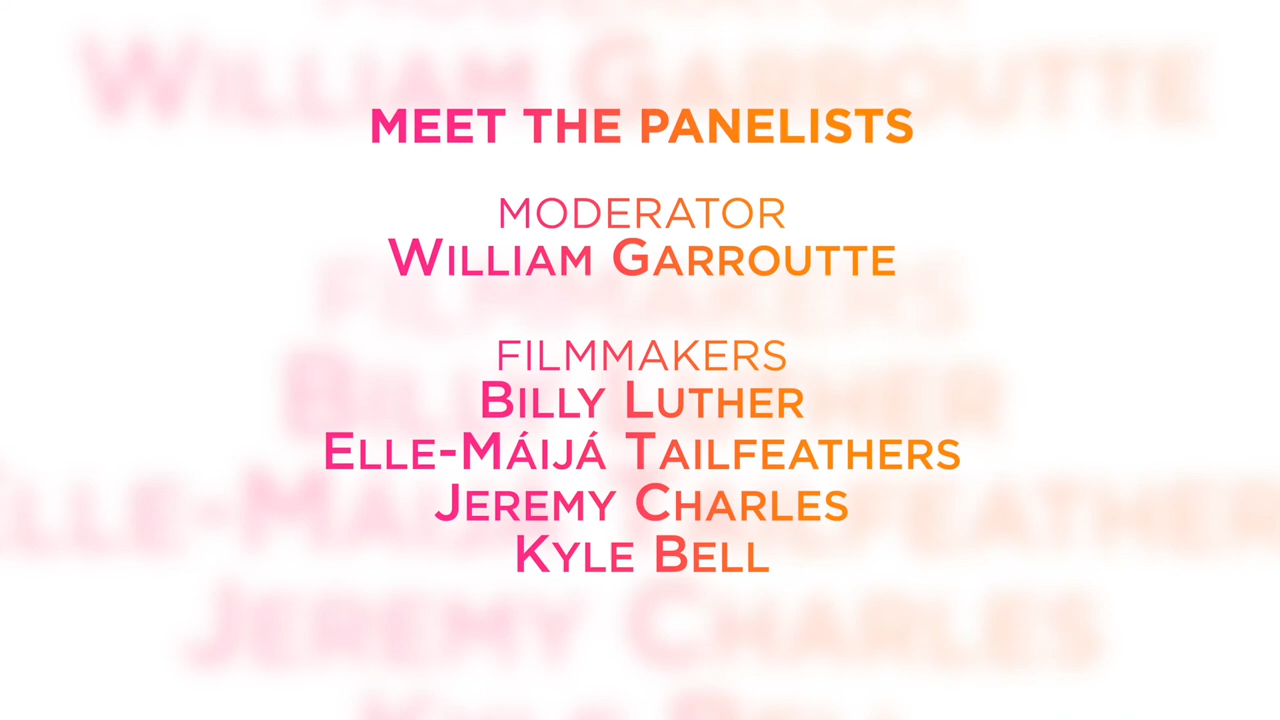 MEET THE PANELISTS
MODERATOR
WILLIAM GARROUTTE
FILMMAKERS
BILLY LUTHER
ELLE-MÁIJÁ TAILFEATHERS
JEREMY CHARLES
KYLE BELL